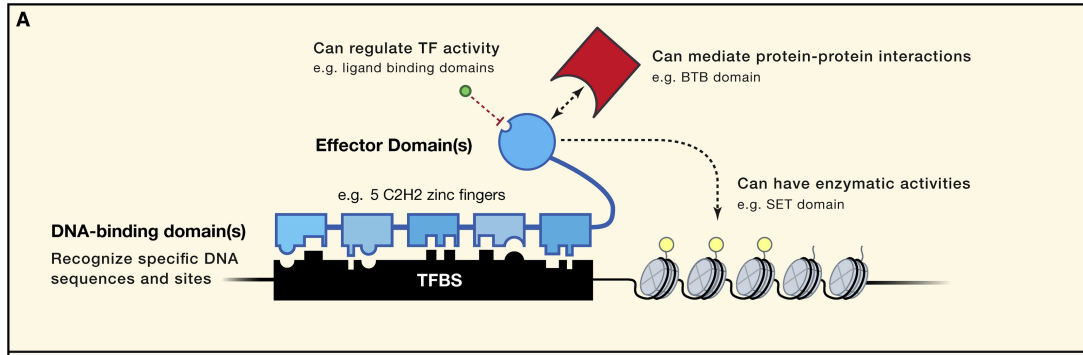 A
Can regulate TF activity
e.g. ligand binding domains
Can mediate protein-protein interactions
e.g. BTB domain
Effector Domain(s)
Can have enzymatic activities
e.g. SET domain
e.g. 5 C2H2 zinc fingers
DNA-binding domain(s)
Recognize specific DNA
sequences and sites
TFBS